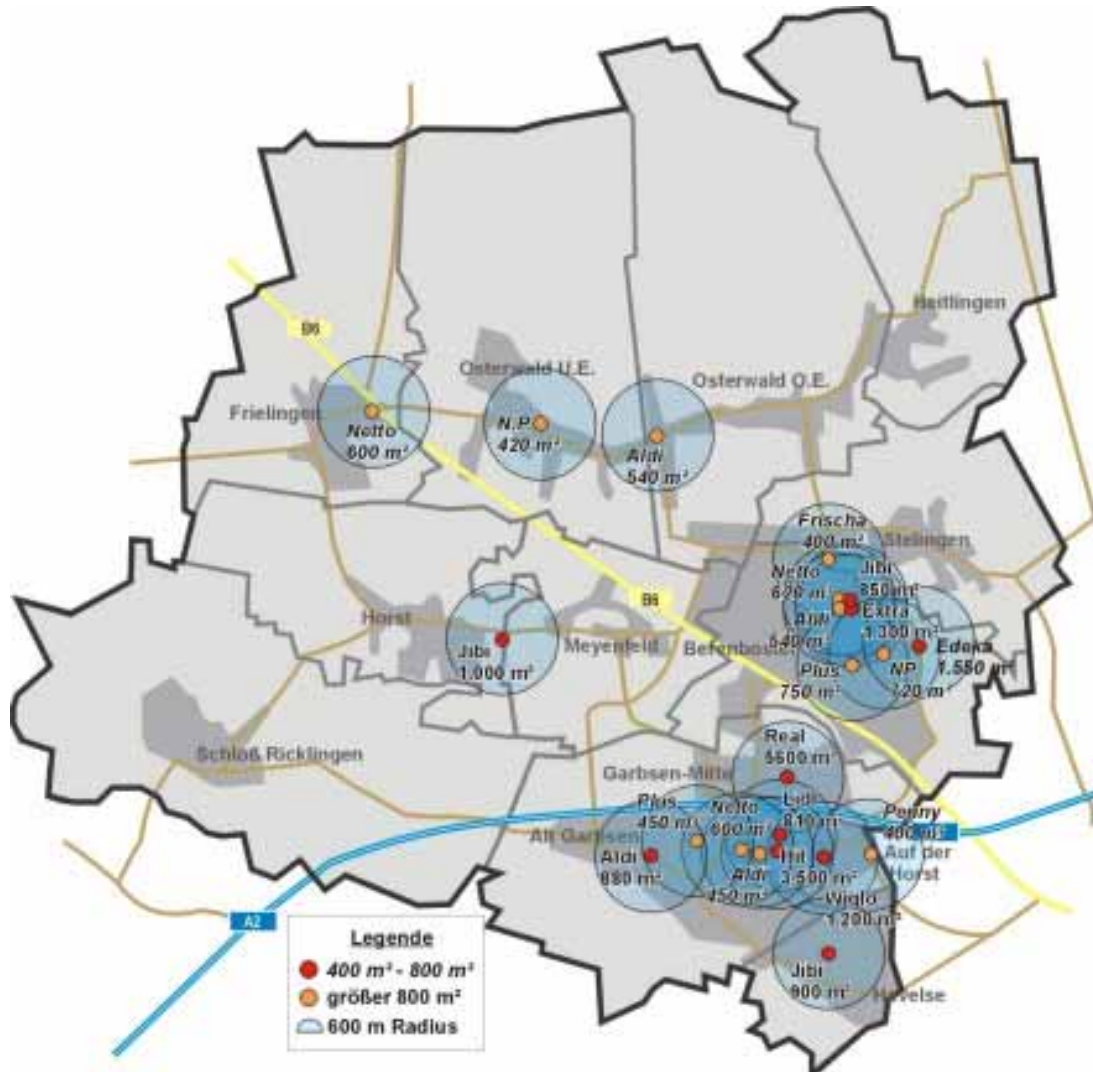 Heitlingen
B6
Osterwald U.E.
Osterwald O.E.
Frielingen
Netto
600 m²
N.P.
420 m²
Aldi
540 m²
Frischa
400 m²
Stelingen
Netto
Jibi
850 m²
Aldi
540 m²
Extra
1.300 m²
B6
Horst
Meyenfeld
Jibi
1.000 m²
Edeka
1.550 m²
Plus
750 m²
NP
720 m²
Schloß Ricklingen
Real
5600 m²
Garbsen-Mitte
Plus
450 m²
Netto
600 m²
Lidl
810 m²
Penny
400 m²
Alt Garbsen
Aldi
880 m²
Aldi
450 m²
Hit
3.500 m²
Auf der
Horst
Wiglo
1.200 m²
A2
Jibi
900 m²
Havelse
Legende
400 m² - 800 m²
größer 800 m²
600 m Radius